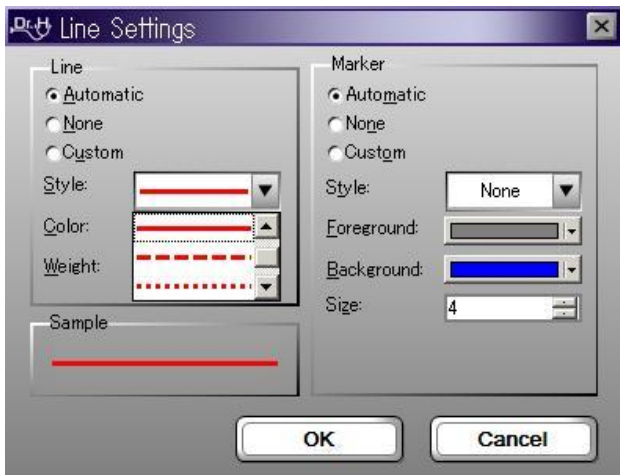 Dr.H Line Settings
Line
Automatic
None
Custom
Style:
Color:
Weight:
Sample
Marker
Automatic
None
Custom
Style: None
Foreground:
Background:
Size: 4
OK
Cancel